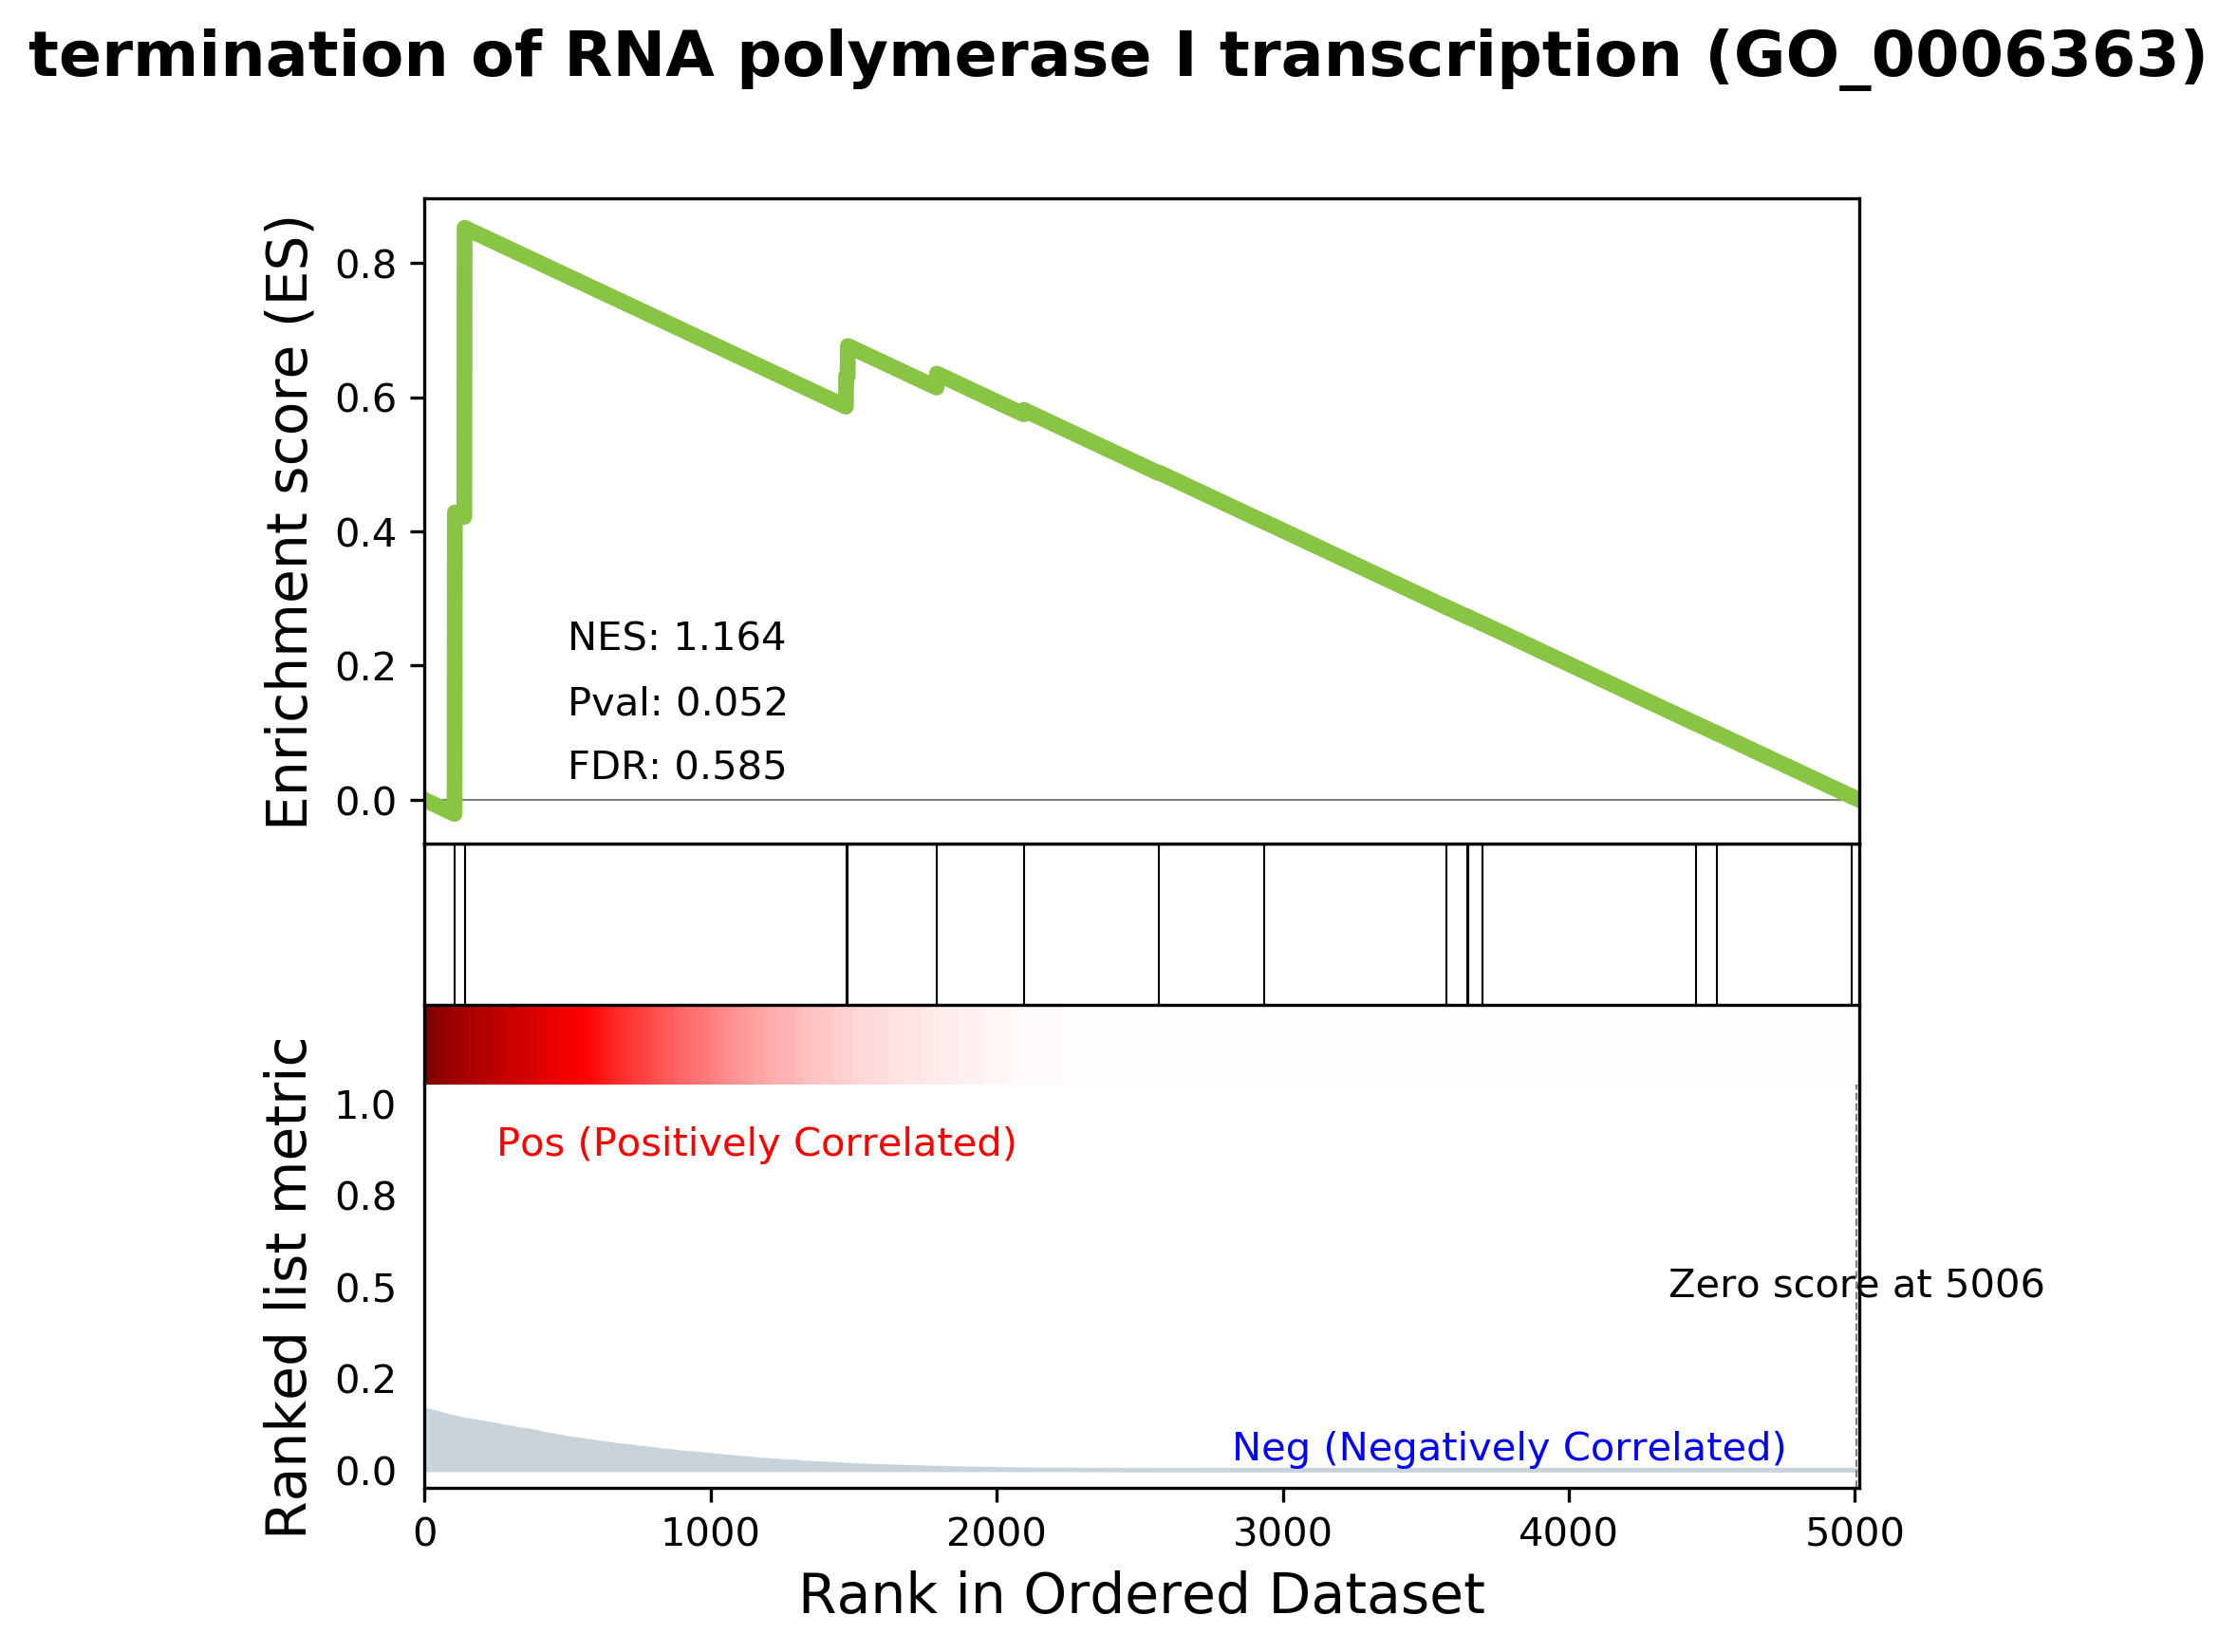 termination of RNA polymerase I transcription (GO_0006363)
Enrichment score (ES)
0.8
0.6
0.4
0.2
0.0
NES: 1.164
Pval: 0.052
FDR: 0.585
Ranked list metric
1.0
0.8
0.5
0.2
0.0
Pos (Positively Correlated)
Zero score at 5006
Neg (Negatively Correlated)
0 1000 2000 3000 4000 5000
Rank in Ordered Dataset